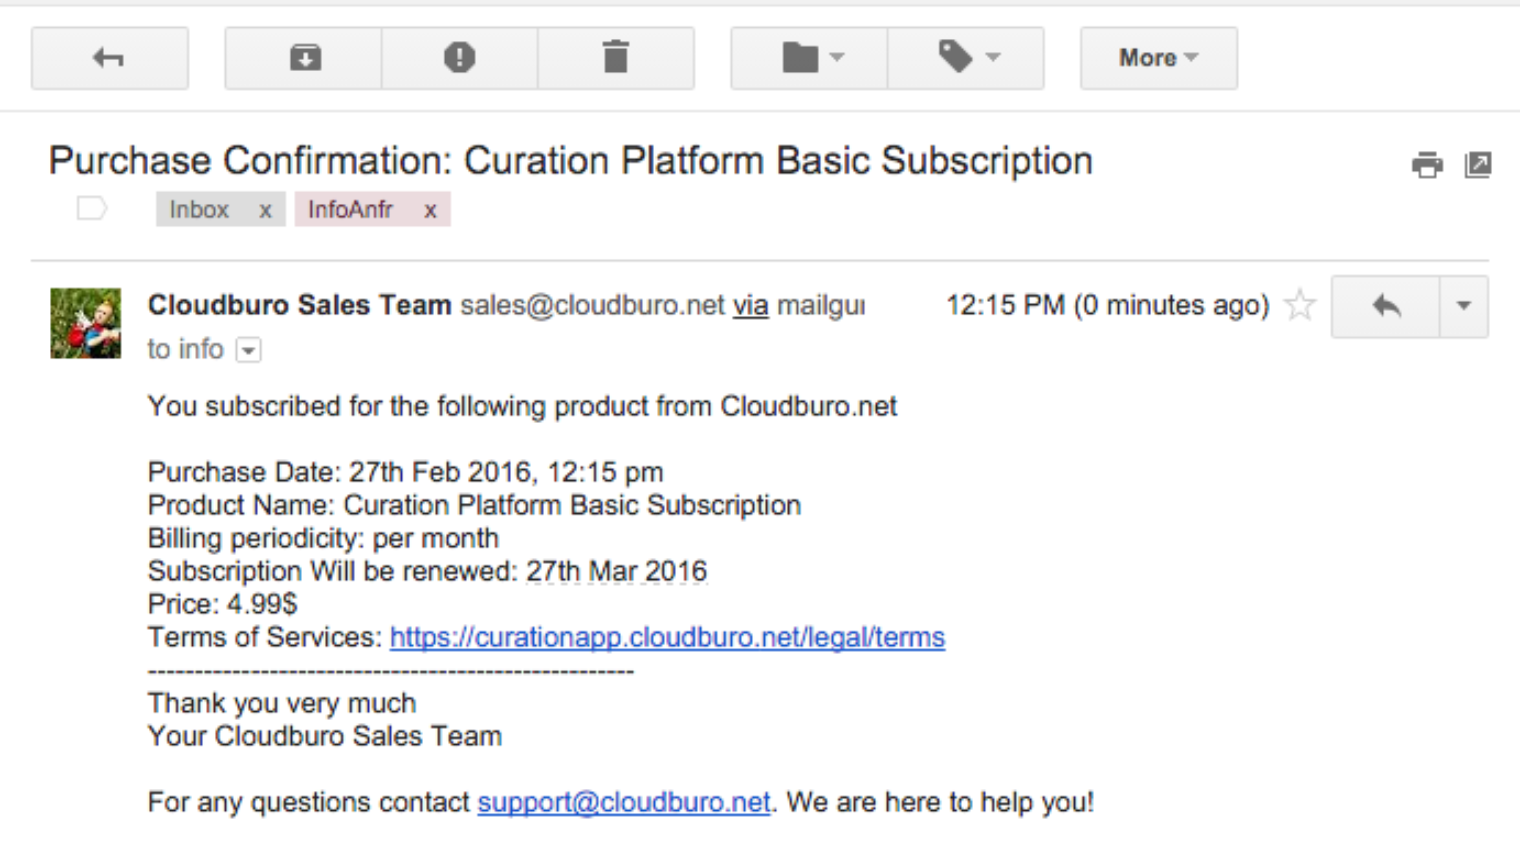 More
Purchase Confirmation: Curation Platform Basic Subscription
Inbox x InfoAnfr x
Cloudburo Sales Team sales@cloudburo.net via 12:15 PM (0 minutes ago)
to info
You subscribed for the following product from Cloudburo.net
Purchase Date: 27th Feb 2016, 12:15 pm
Product Name: Curation Platform Basic Subscription
Billing periodicity: per month
Subscription Will be renewed: 27th Mar 2016
Price: 4.99$
Terms of Services: https://curationapp.cloudburo.net/legal/terms
----------------------------------------------------
Thank you very much
Your Cloudburo Sales Team
For any questions contact support@cloudburo.net. We are here to help you!